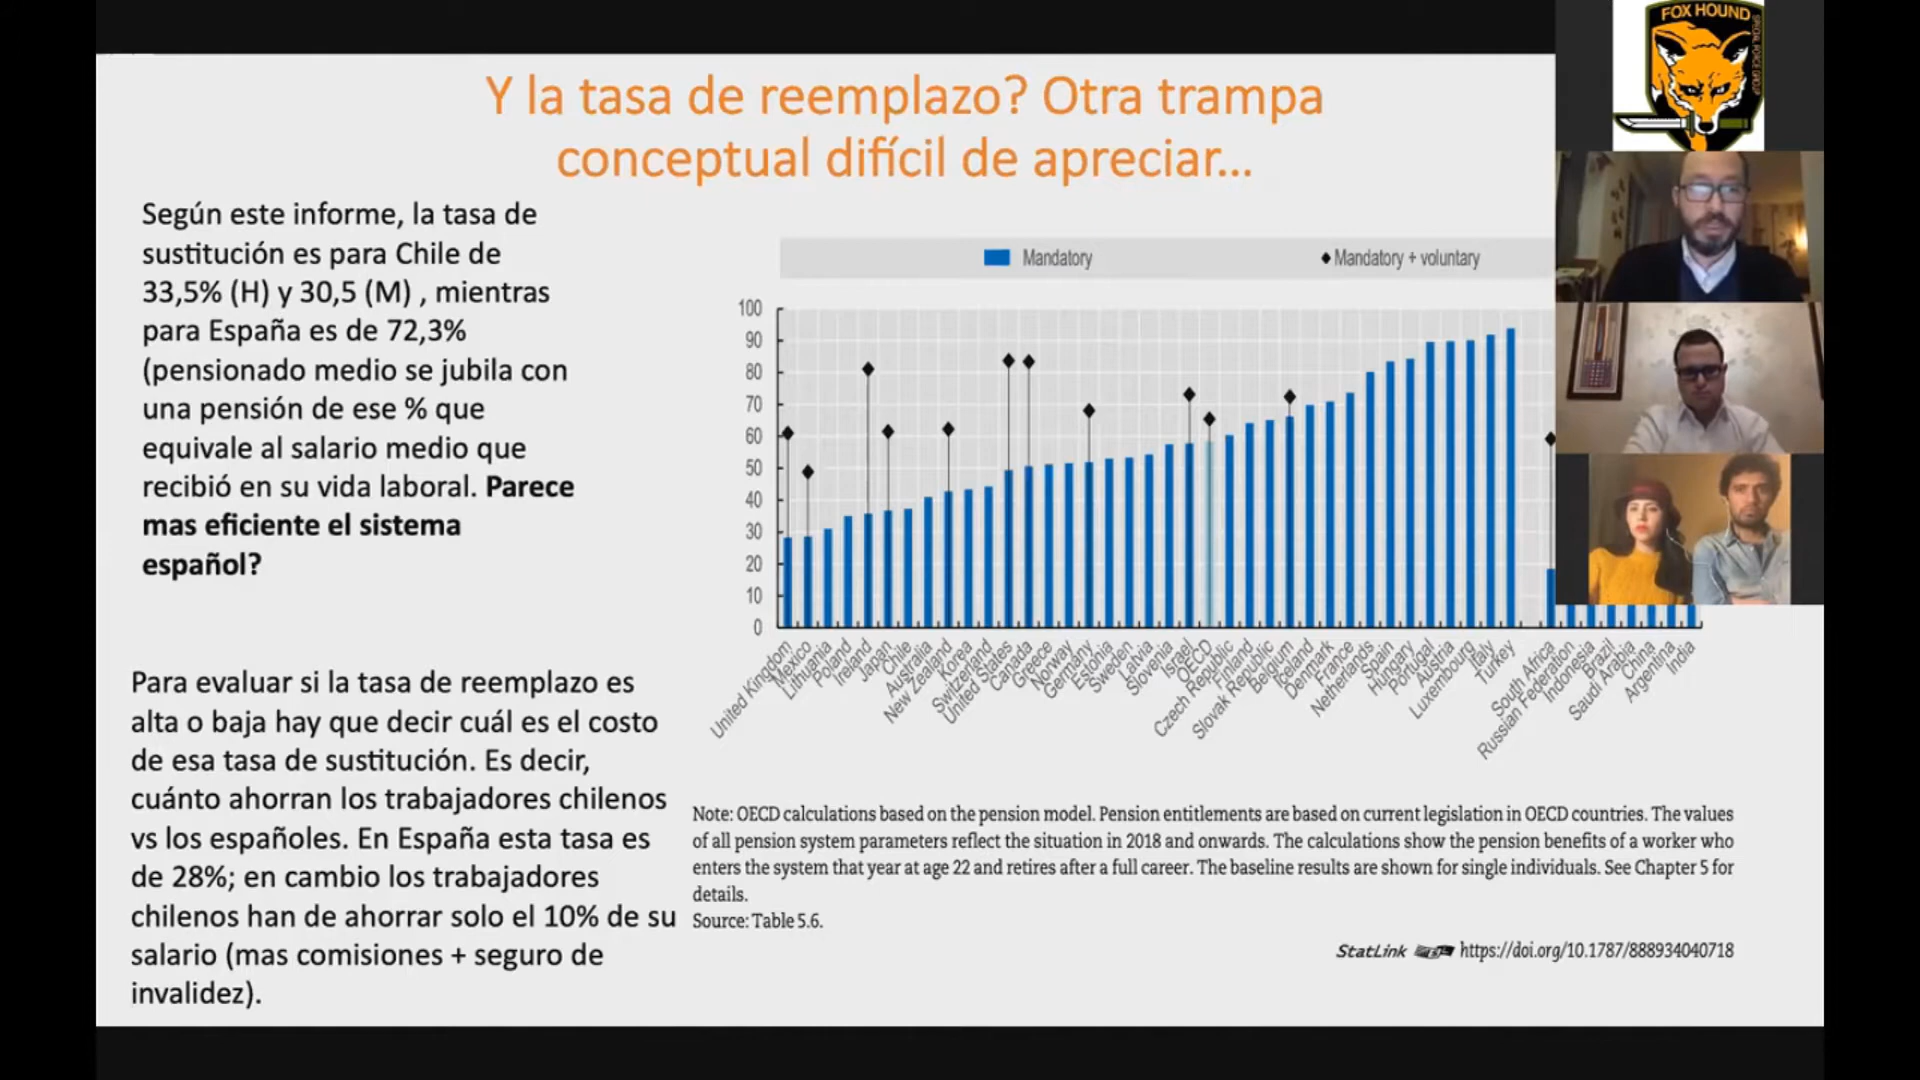 Y la tasa de reemplazo? Otra trampa
conceptual difícil de apreciar...
Según este informe, la tasa de
sustitución es para Chile de
33,5% (H) y 30,5 (M) , mientras
para España es de 72,3%
(pensionado medio se jubila con
una pensión de ese % que
equivale al salario medio que
recibió en su vida laboral. Parece
mas eficiente el sistema
español?
Para evaluar si la tasa de reemplazo es
alta o baja hay que decir cuál es el costo
de esa tasa de sustitución. Es decir,
cuánto ahorran los trabajadores chilenos
vs los españoles. En España esta tasa es
de 28%; en cambio los trabajadores
chilenos han de ahorrar solo el 10% de su
salario (mas comisiones + seguro de
invalidez).
Mandatory
Mandatory + voluntary
100
90
80
70
60
50
40
30
20
10
0
United Kingdom
Mexico
Lithuania
Poland
Ireland
Japan
Chile
Australia
New Zealand
Korea
Switzerland
United States
Canada
Greece
Norway
Germany
Estonia
Sweden
Latvia
Slovenia
Israel
OECD
Czech Republic
Finland
Slovak Republic
Belgium
Iceland
Denmark
France
Netherlands
Spain
Hungary
Portugal
Austria
Luxembourg
Italy
Turkey
South Africa
Russian Federation
Indonesia
Brazil
Saudi Arabia
China
Argentina
India
Note: OECD calculations based on the pension model. Pension entitlements are based on current legislation in OECD countries. The values
of all pension system parameters reflect the situation in 2018 and onwards. The calculations show the pension benefits of a worker who
enters the system that year at age 22 and retires after a full career. The baseline results are shown for single individuals. See Chapter 5 for
details.
Source: Table 5.6.
StatLink https://doi.org/10.1787/888934040718
FOX HOUND
SPECIAL FORCE GROUP